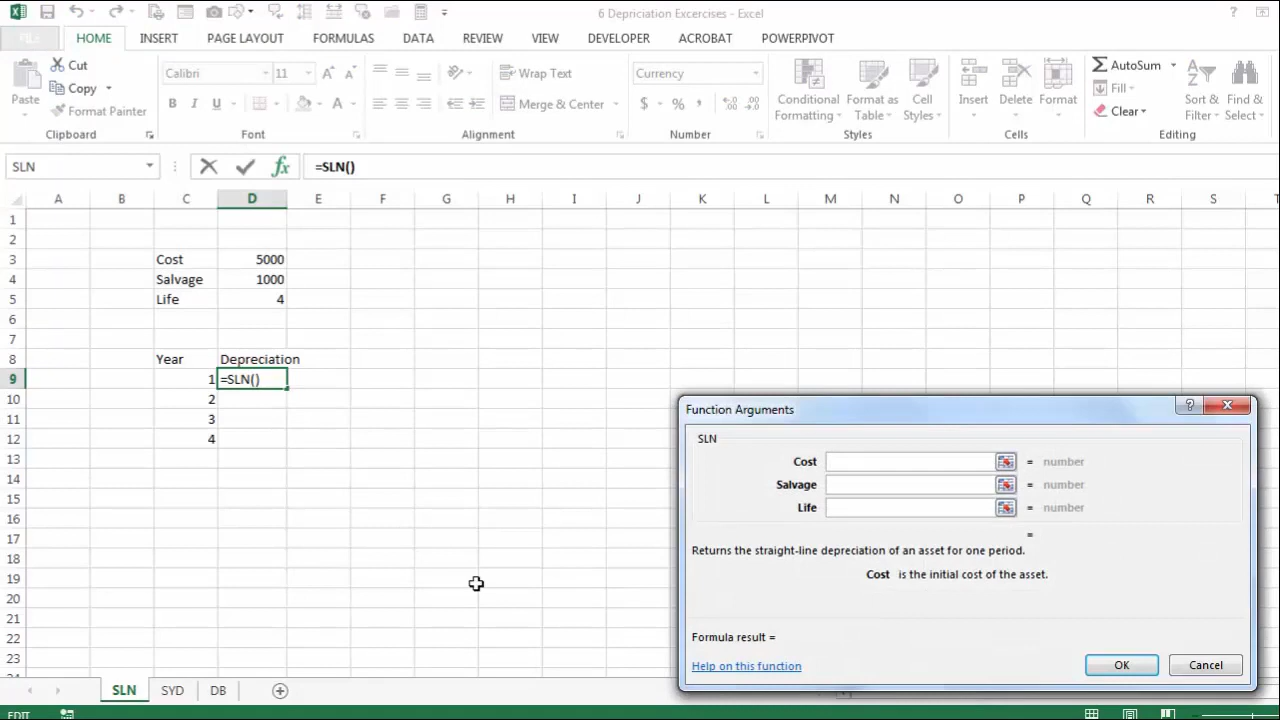 6 Depriciation Excercises - Excel
FILE HOME INSERT PAGE LAYOUT FORMULAS DATA REVIEW VIEW DEVELOPER ACROBAT POWERPIVOT
Paste
Cut
Copy
Format Painter
Clipboard
Calibri 11
B I U
Font
Wrap Text
Merge & Center
Alignment
Currency
$ % ,
Number
Conditional Formatting
Format as Table
Cell Styles
Styles
Insert
Delete
Format
Cells
AutoSum
Fill
Clear
Sort & Filter
Find & Select
Editing
SLN fx =SLN()
A B C D E F G H I J K L M N O P Q R S
1
2
3 Cost 5000
4 Salvage 1000
5 Life 4
6
7
8 Year Depreciation
9 1 =SLN()
10 2
11 3
12 4
13
14
15
16
17
18
19
20
21
22
23
Function Arguments
SLN
Cost = number
Salvage = number
Life = number
=
Returns the straight-line depreciation of an asset for one period.
Cost is the initial cost of the asset.
Formula result =
Help on this function
OK Cancel
SLN SYD DB
EDIT